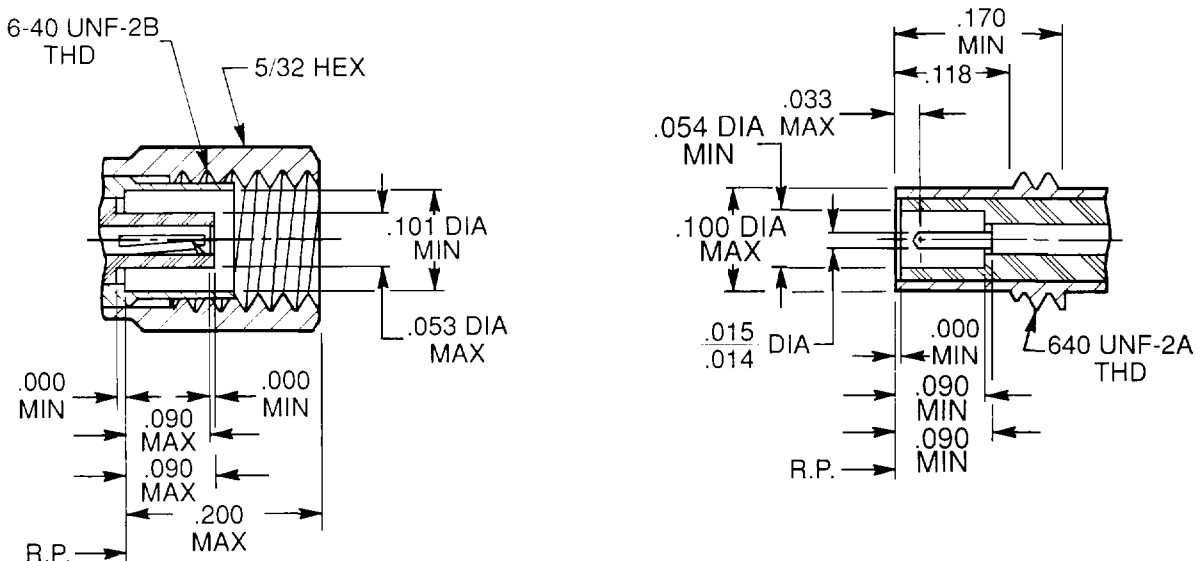 6-40 UNF-2B
THD
5/32 HEX
.101 DIA
MIN
.053 DIA
MAX
.000
MIN
.000
MIN
.090
MAX
.090
MAX
.200
MAX
R.P.
.170
MIN
.118
.033
MAX
.054 DIA
MIN
.100 DIA
MAX
.015
.014 DIA
.000
MIN
640 UNF-2A
THD
.090
MIN
.090
MIN
R.P.